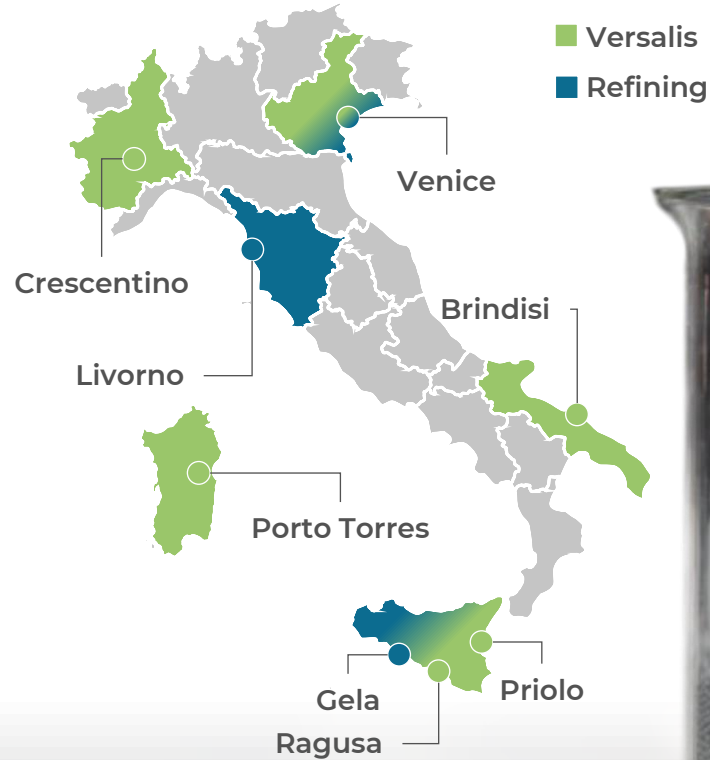 Versalis
Refining
Venice
Crescentino
Brindisi
Livorno
Porto Torres
Gela
Priolo
Ragusa